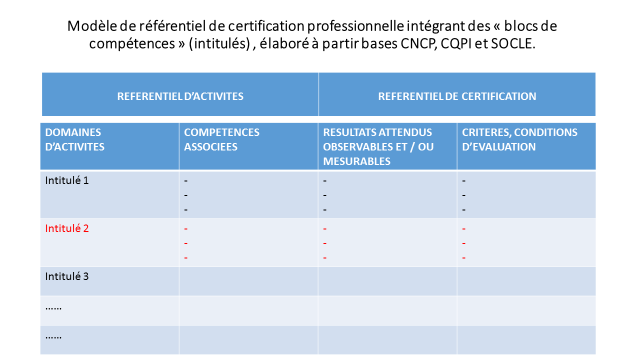 Modèle de référentiel de certification professionnelle intégrant des « blocs de
compétences » (intitulés) , élaboré à partir bases CNCP, CQPI et SOCLE.
REFERENTIEL D'ACTIVITES
REFERENTIEL DE CERTIFICATION
DOMAINES
D'ACTIVITES
COMPETENCES
ASSOCIEES
RESULTATS ATTENDUS
OBSERVABLES ET / OU
MESURABLES
CRITERES, CONDITIONS
D'EVALUATION
Intitulé 1
-
-
-
-
-
-
-
-
-
Intitulé 2
-
-
-
-
-
-
-
-
-
Intitulé 3
……
……